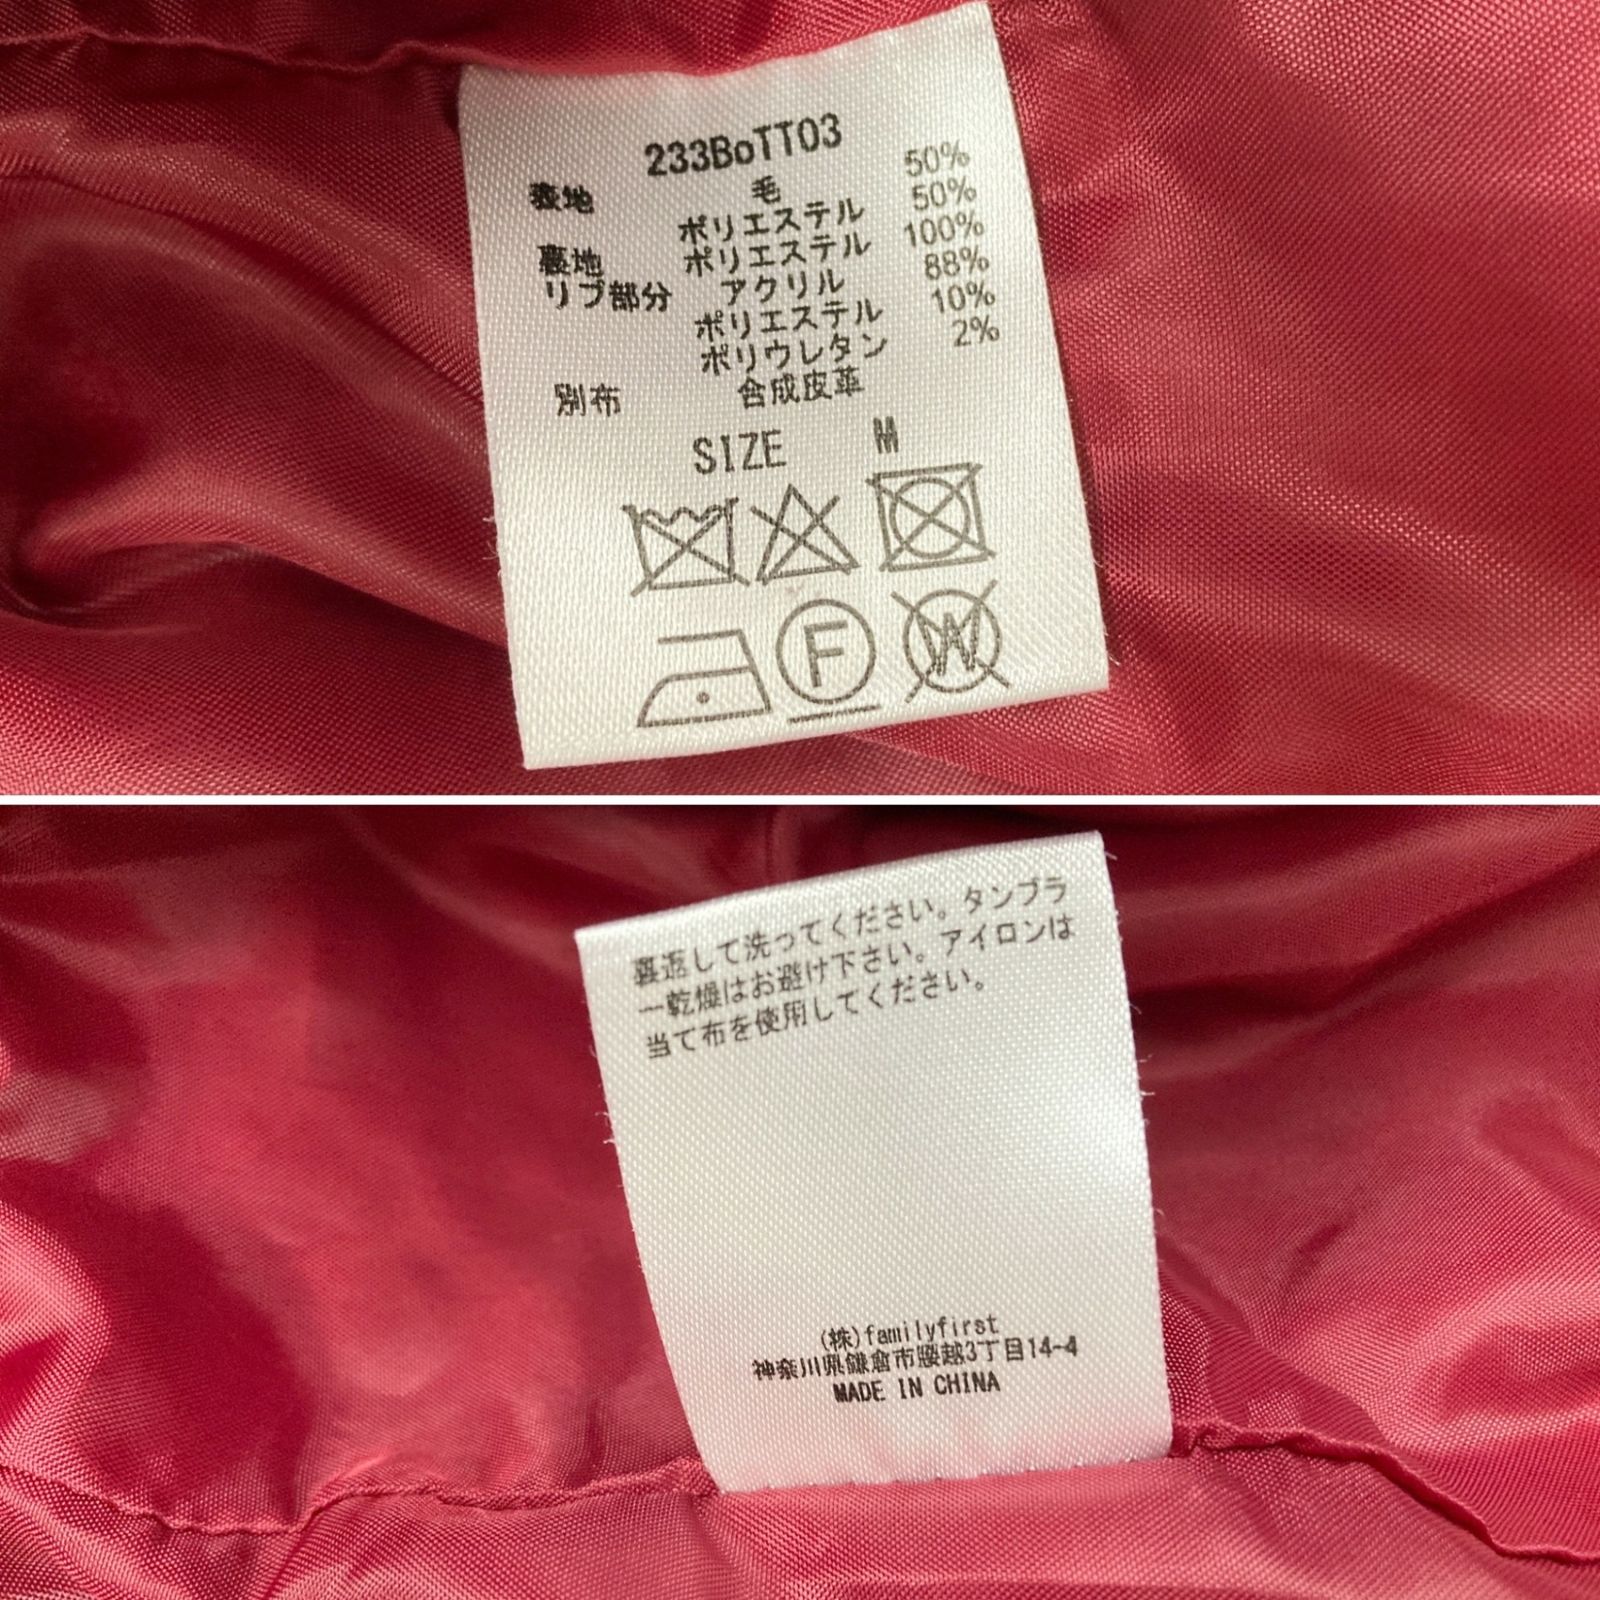 233BoTT03
表地 毛 50%
ポリエステル 50%
裏地 ポリエステル 100%
リブ部分 アクリル 88%
ポリエステル 10%
ポリウレタン 2%
別布 合成皮革
SIZE M
F
W
裏返して洗ってください。タンブラ
ー乾燥はお避け下さい。アイロンは
当て布を使用してください。
(株)familyfirst
神奈川県鎌倉市腰越3丁目14-4
MADE IN CHINA